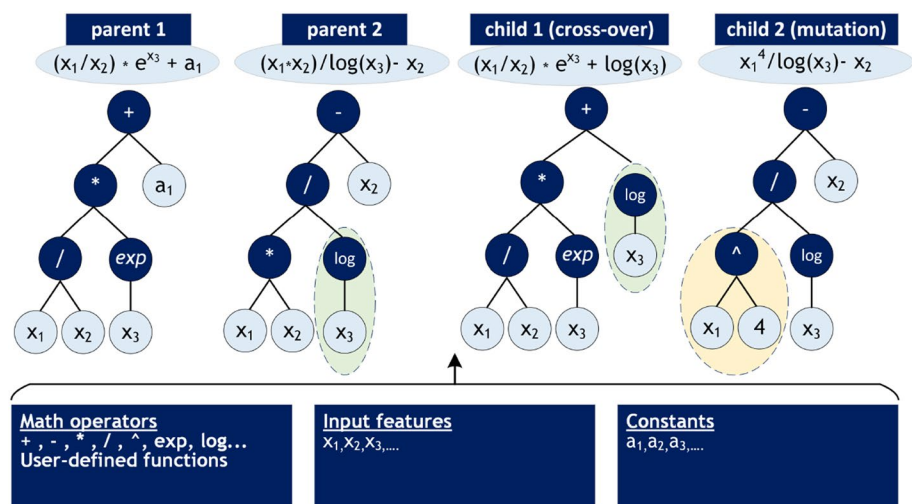 parent 1
(x₁/x₂) * e^x₃ + a₁
+
*
a₁
/
exp
x₁
x₂
x₃
parent 2
(x₁*x₂)/log(x₃)- x₂
-
/
x₂
*
log
x₁
x₂
x₃
child 1 (cross-over)
(x₁/x₂) * e^x₃ + log(x₃)
+
*
log
/
exp
x₃
x₁
x₂
x₃
child 2 (mutation)
x₁⁴/log(x₃)- x₂
-
/
x₂
^
log
x₁
4
x₃
Math operators
+ , - , * , / , ^, exp, log...
User-defined functions
Input features
x₁,x₂,x₃,....
Constants
a₁,a₂,a₃,....